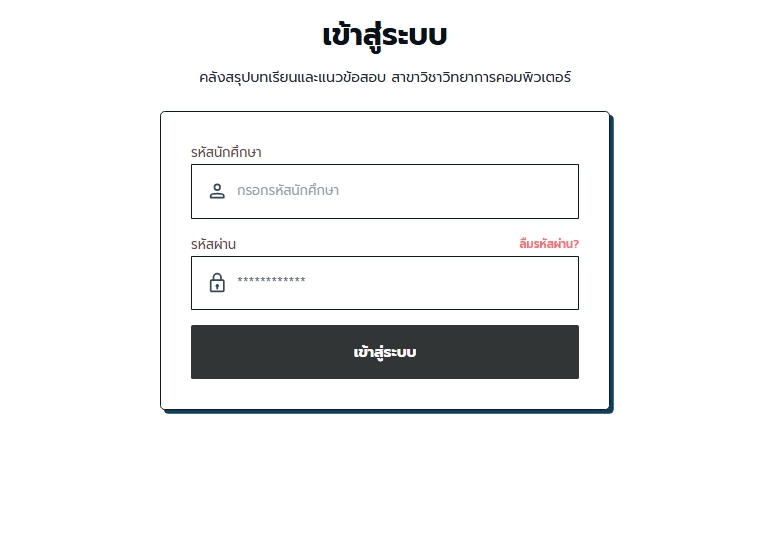 เข้าสู่ระบบ
คลังสรุปบทเรียนและแนวข้อสอบ สาขาวิชาวิทยาการคอมพิวเตอร์
รหัสนักศึกษา
กรอกรหัสนักศึกษา
รหัสผ่าน ลืมรหัสผ่าน?
************
เข้าสู่ระบบ